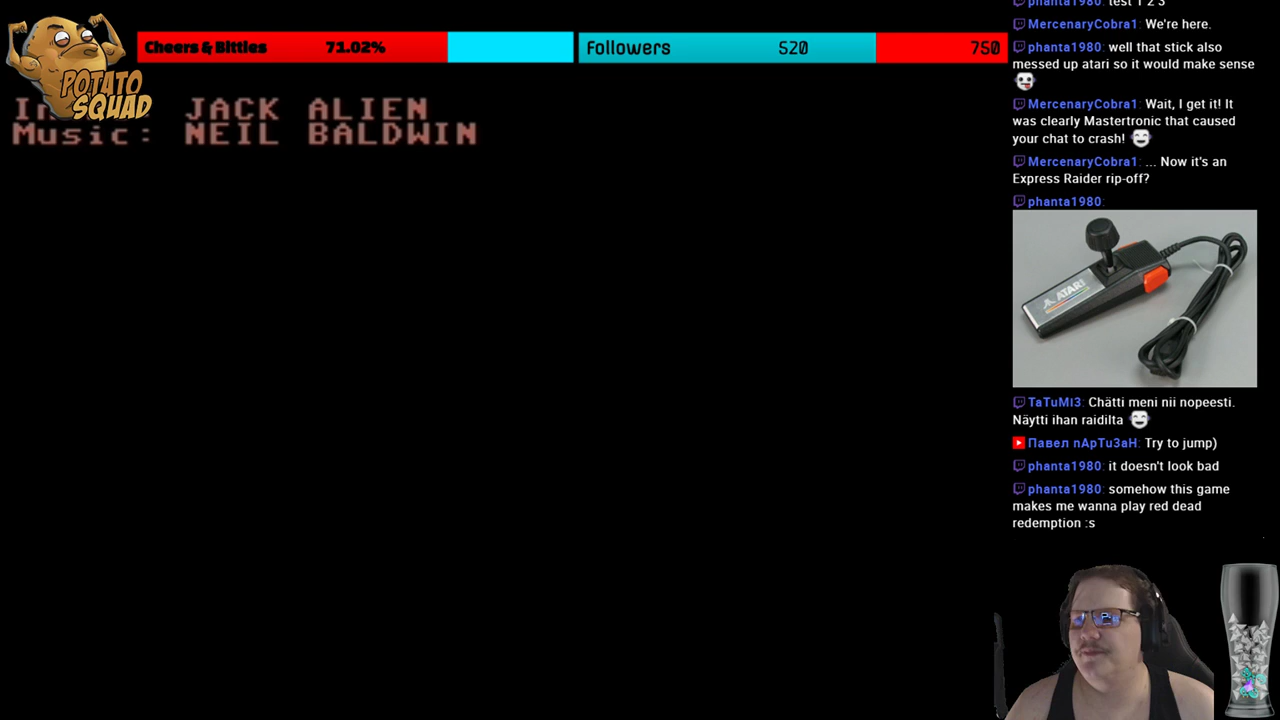 Cheers & Bitties 71.02%
Followers 520 750
POTATO
SQUAD
JACK ALIEN
Music: NEIL BALDWIN
phanta1980: test 1 2 3
MercenaryCobra1: We're here.
phanta1980: well that stick also
messed up atari so it would make sense
MercenaryCobra1: Wait, I get it! It
was clearly Mastertronic that caused
your chat to crash!
MercenaryCobra1: ... Now it's an
Express Raider rip-off?
phanta1980:
ATARI
TaTuMi3: Chätti meni nii nopeesti.
Näytti ihan raidilta
Павел пАрТuЗаН: Try to jump)
phanta1980: it doesn't look bad
phanta1980: somehow this game
makes me wanna play red dead
redemption :s